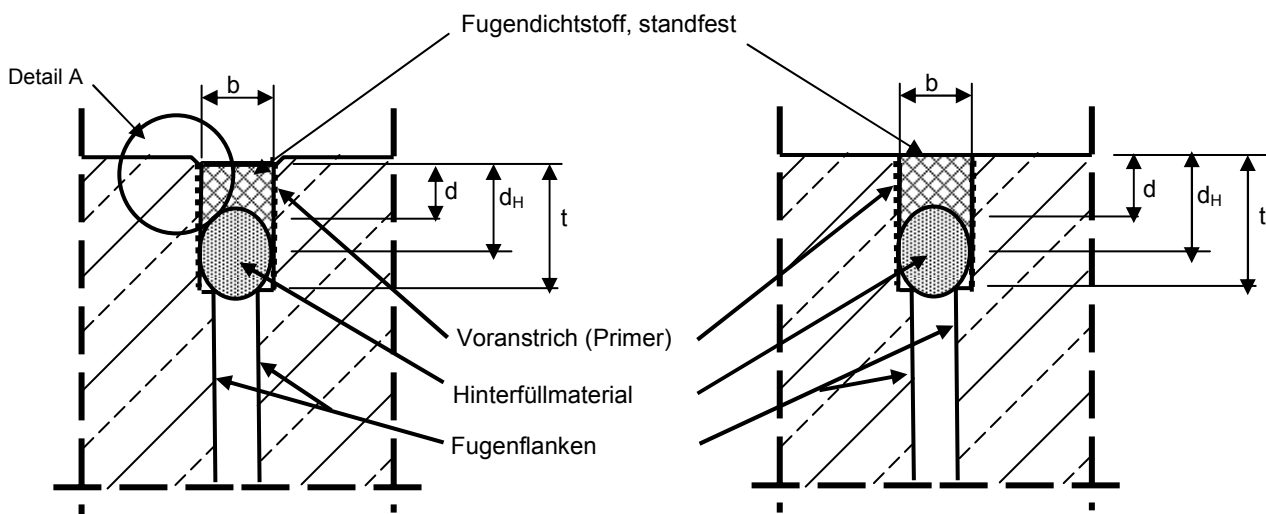 Fugendichtstoff, standfest
Detail A
b
b
d
d_H
t
d
d_H
t
Voranstrich (Primer)
Hinterfüllmaterial
Fugenflanken